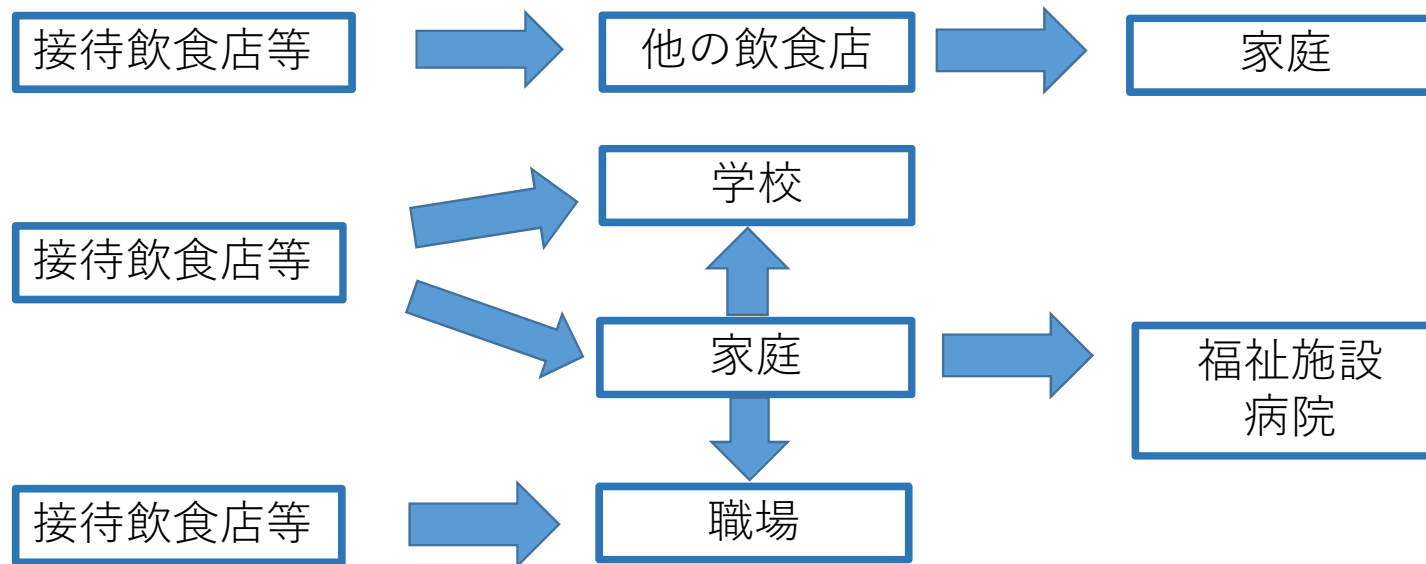 接待飲食店等
他の飲食店
家庭
学校
接待飲食店等
家庭
福祉施設
病院
接待飲食店等
職場